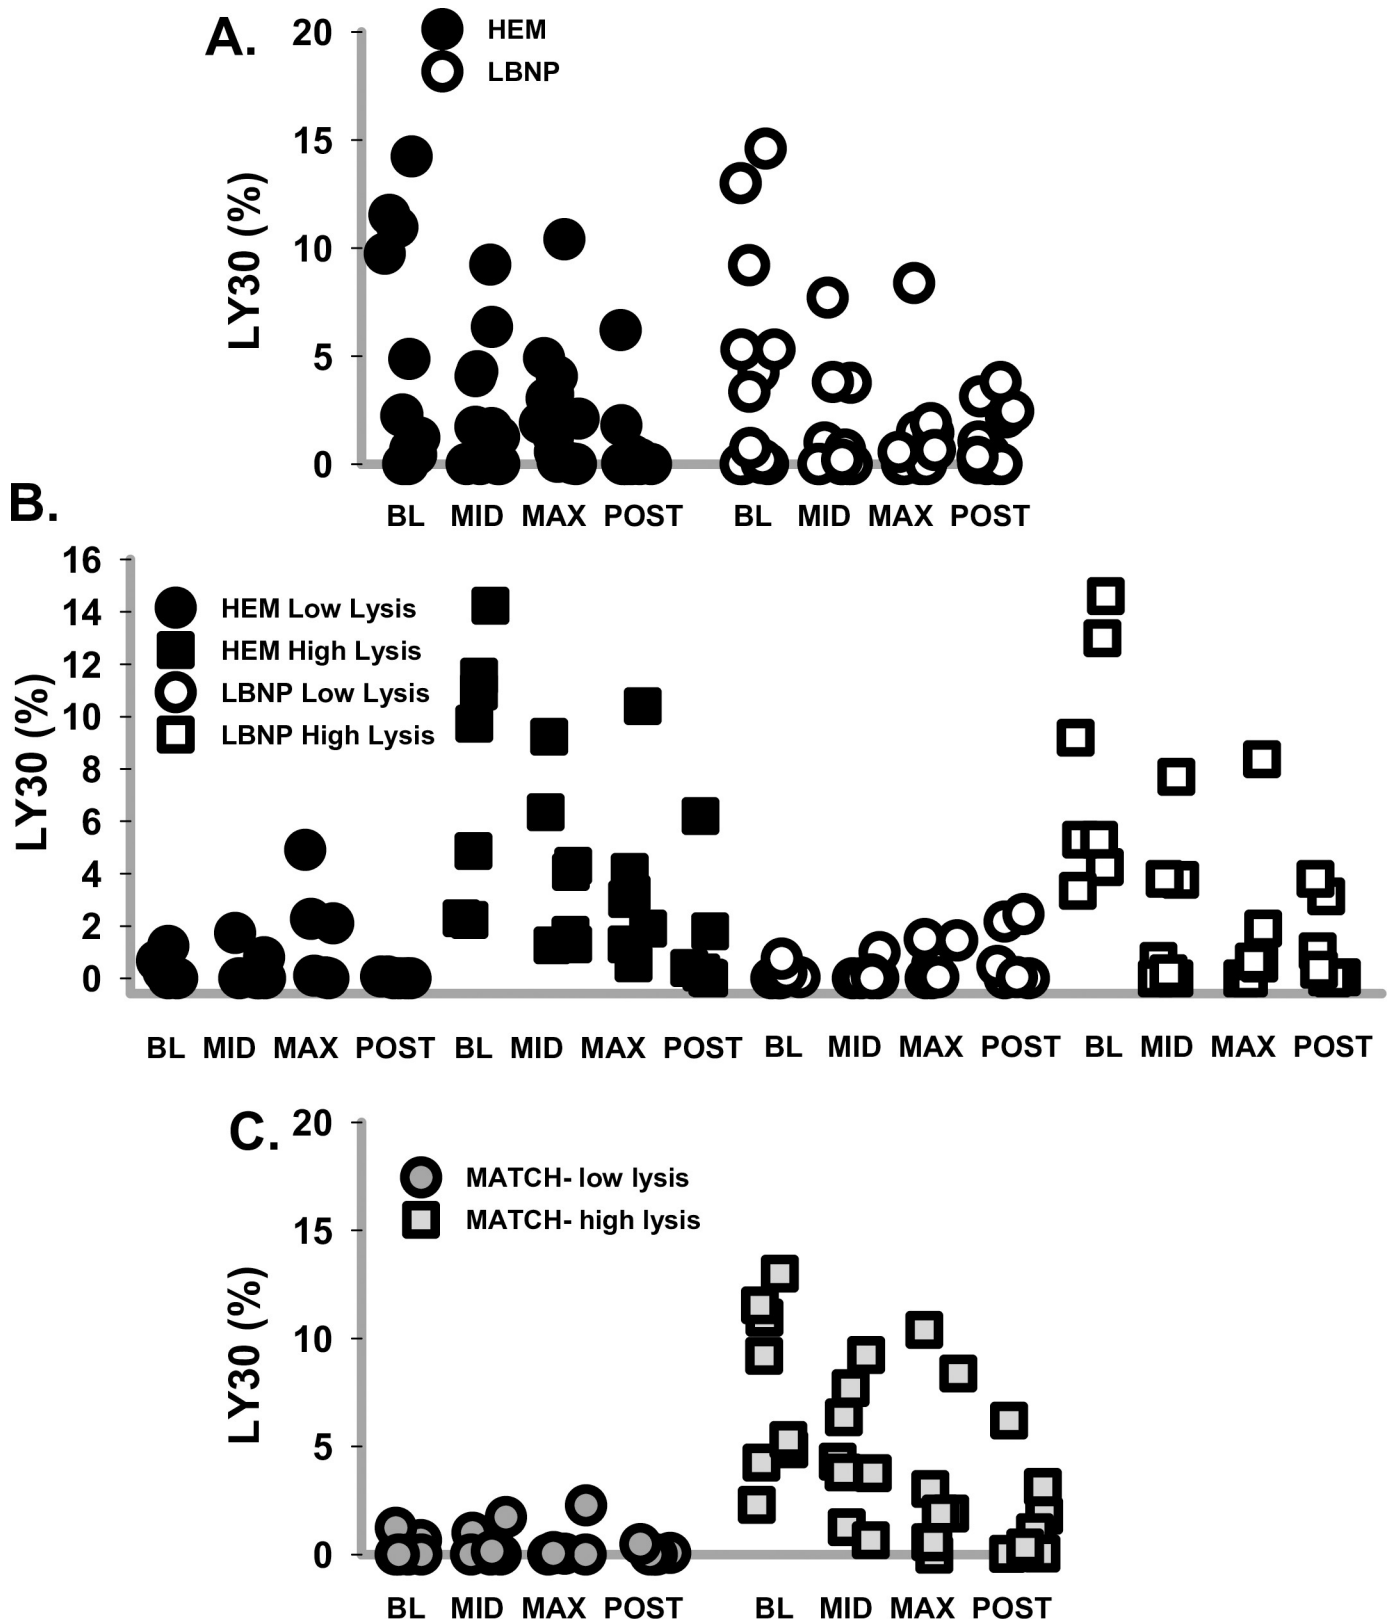 A.
HEM
LBNP
20
15
10
5
0
LY30 (%)
BL MID MAX POST BL MID MAX POST
B.
16
14
12
10
8
6
4
2
0
LY30 (%)
HEM Low Lysis
HEM High Lysis
LBNP Low Lysis
LBNP High Lysis
BL MID MAX POST BL MID MAX POST BL MID MAX POST BL MID MAX POST
C.
20
15
10
5
0
LY30 (%)
MATCH- low lysis
MATCH- high lysis
BL MID MAX POST BL MID MAX POST